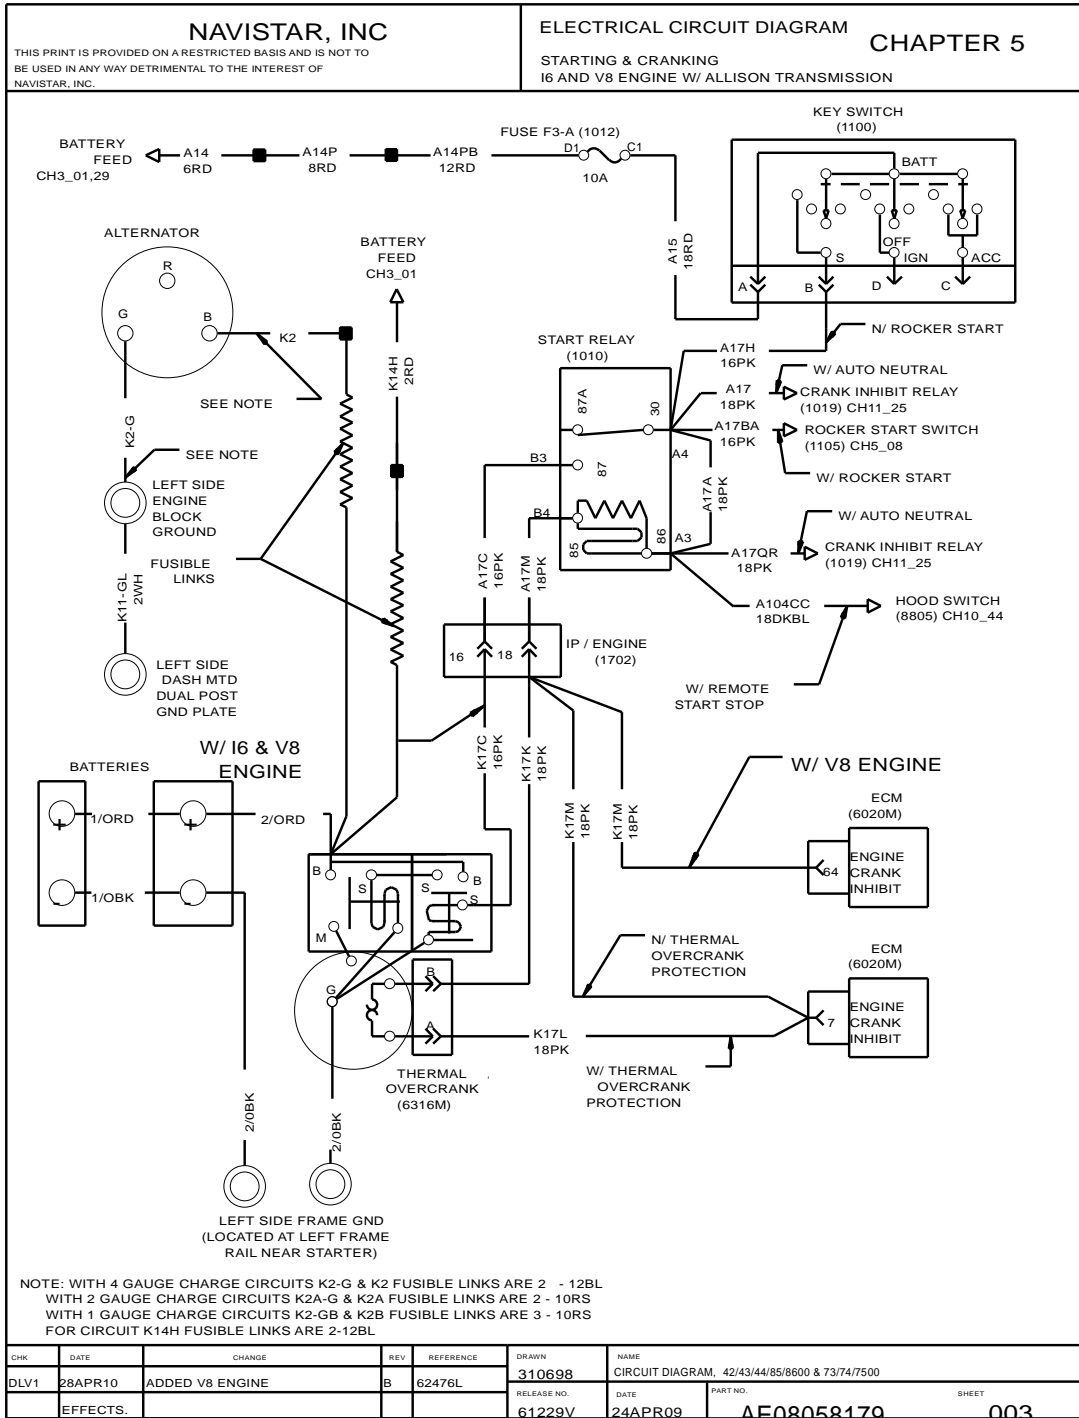 NAVISTAR, INC
THIS PRINT IS PROVIDED ON A RESTRICTED BASIS AND IS NOT TO
BE USED IN ANY WAY DETRIMENTAL TO THE INTEREST OF
NAVISTAR, INC.
ELECTRICAL CIRCUIT DIAGRAM
CHAPTER 5
STARTING & CRANKING
I6 AND V8 ENGINE W/ ALLISON TRANSMISSION
KEY SWITCH
(1100)
FUSE F3-A (1012)
BATTERY
FEED
CH3_01,29
A14
6RD
A14P
8RD
A14PB
12RD
D1
C1
10A
BATT
A15
18RD
OFF
S
IGN
ACC
A
B
D
C
ALTERNATOR
R
G
B
BATTERY
FEED
CH3_01
K2
K14H
2RD
START RELAY
(1010)
N/ ROCKER START
A17H
16PK
W/ AUTO NEUTRAL
A17
18PK
CRANK INHIBIT RELAY
(1019) CH11_25
87A
30
A17BA
16PK
ROCKER START SWITCH
(1105) CH5_08
SEE NOTE
K2-G
SEE NOTE
B3
87
A4
A17A
18PK
W/ ROCKER START
LEFT SIDE
ENGINE
BLOCK
GROUND
B4
85
86
A3
W/ AUTO NEUTRAL
A17QR
18PK
CRANK INHIBIT RELAY
(1019) CH11_25
FUSIBLE
LINKS
K11-GL
2WH
A17C
16PK
A17M
18PK
A104CC
18DKBL
HOOD SWITCH
(8805) CH10_44
16
18
IP / ENGINE
(1702)
LEFT SIDE
DASH MTD
DUAL POST
GND PLATE
W/ REMOTE
START STOP
W/ I6 & V8
ENGINE
K17C
16PK
K17K
18PK
BATTERIES
W/ V8 ENGINE
1/ORD
2/ORD
+
+
K17M
18PK
K17M
18PK
ECM
(6020M)
64
ENGINE
CRANK
INHIBIT
1/OBK
-
-
B
S
S
B
S
M
N/ THERMAL
OVERCRANK
PROTECTION
ECM
(6020M)
G
B
A
7
ENGINE
CRANK
INHIBIT
K17L
18PK
THERMAL
OVERCRANK
(6316M)
W/ THERMAL
OVERCRANK
PROTECTION
2/0BK
2/0BK
LEFT SIDE FRAME GND
(LOCATED AT LEFT FRAME
RAIL NEAR STARTER)
NOTE: WITH 4 GAUGE CHARGE CIRCUITS K2-G & K2 FUSIBLE LINKS ARE 2 - 12BL
WITH 2 GAUGE CHARGE CIRCUITS K2A-G & K2A FUSIBLE LINKS ARE 2 - 10RS
WITH 1 GAUGE CHARGE CIRCUITS K2-GB & K2B FUSIBLE LINKS ARE 3 - 10RS
FOR CIRCUIT K14H FUSIBLE LINKS ARE 2-12BL
CHK DATE CHANGE REV REFERENCE
DLV1 28APR10 ADDED V8 ENGINE B 62476L
EFFECTS.
DRAWN
310698
NAME
CIRCUIT DIAGRAM, 42/43/44/85/8600 & 73/74/7500
RELEASE NO.
61229V
DATE
24APR09
PART NO.
AE08058179
SHEET
003